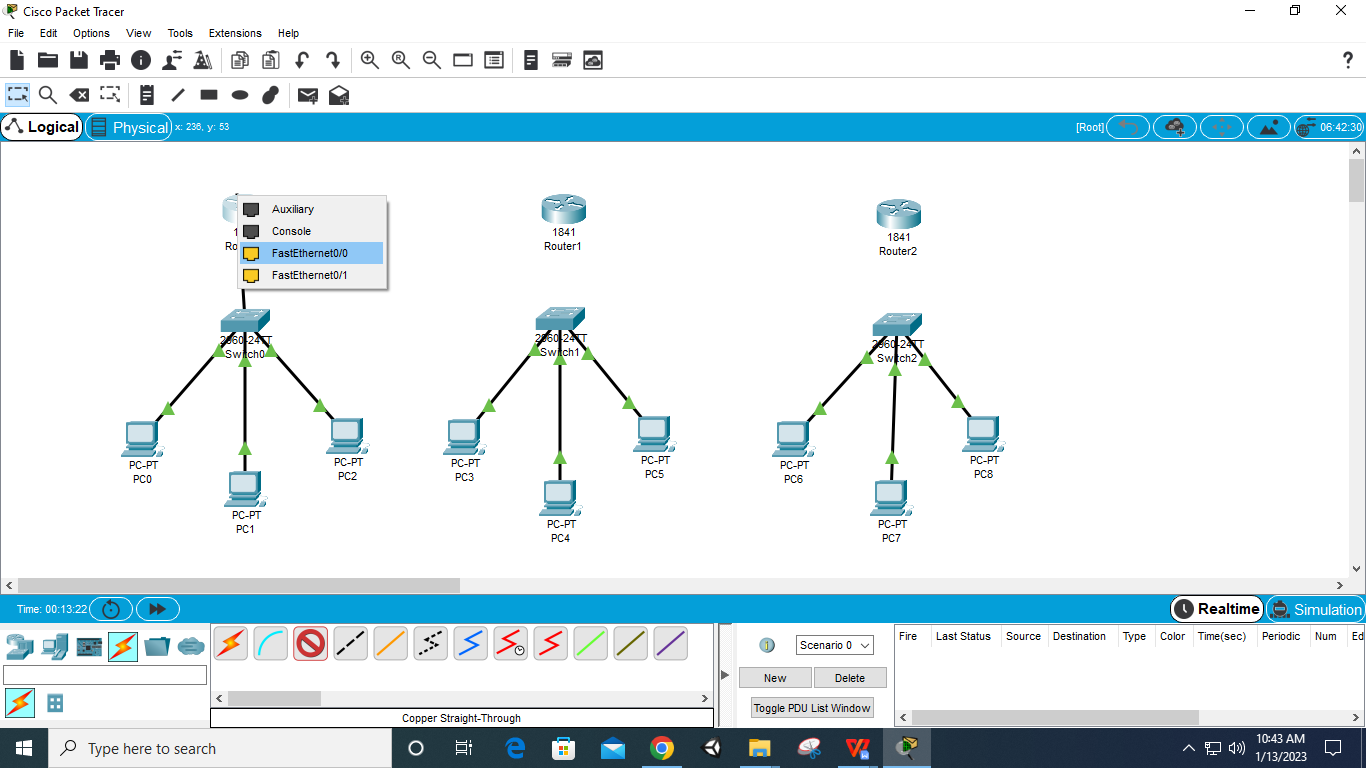 Cisco Packet Tracer
File Edit Options View Tools Extensions Help
?
Logical Physical x: 236, y: 53 [Root] 06:42:30
Auxiliary
Console
FastEthernet0/0
FastEthernet0/1
1841
Router1
1841
Router2
2960-24TT
Switch0
2960-24TT
Switch1
2960-24TT
Switch2
PC-PT
PC0
PC-PT
PC1
PC-PT
PC2
PC-PT
PC3
PC-PT
PC4
PC-PT
PC5
PC-PT
PC6
PC-PT
PC7
PC-PT
PC8
Time: 00:13:22 Realtime Simulation
Scenario 0
New Delete
Toggle PDU List Window
Fire Last Status Source Destination Type Color Time(sec) Periodic Num Ed
Copper Straight-Through
Type here to search
10:43 AM
1/13/2023